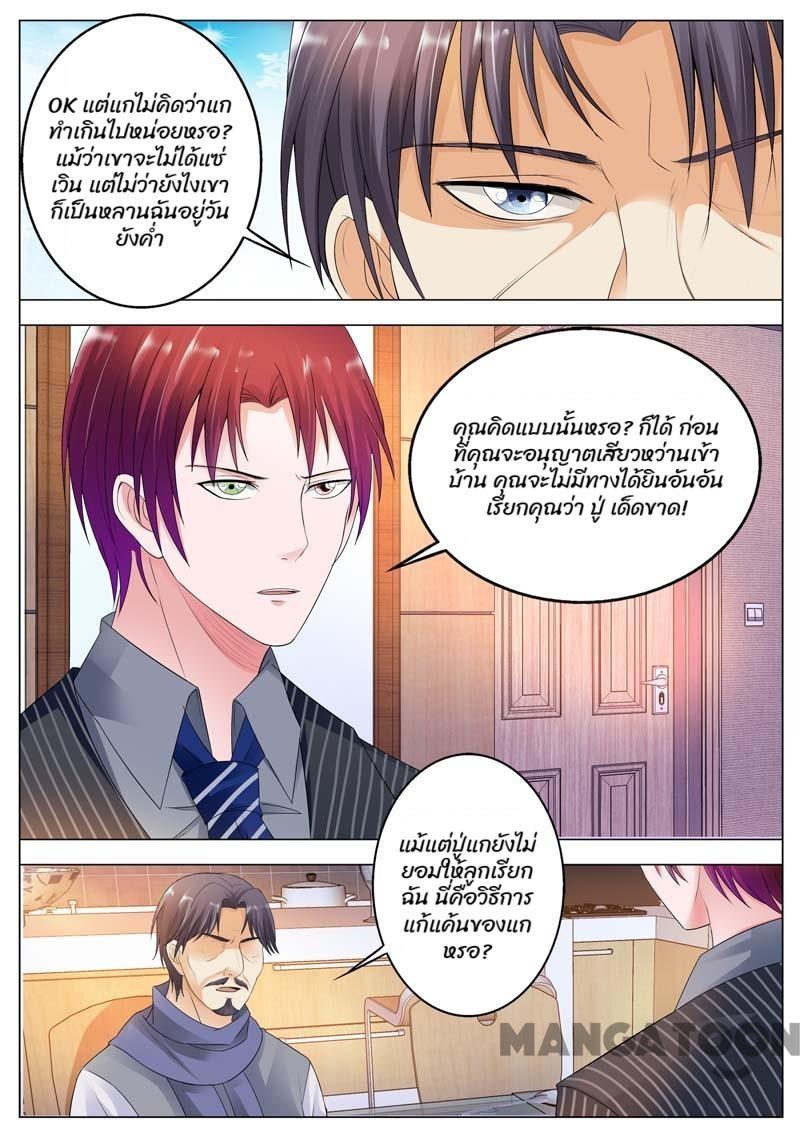 OK แต่แกไม่คิดว่าแก
ทำเกินไปหน่อยหรอ?
แม้ว่าเขาจะไม่ได้แซ่
เวิน แต่ไม่ว่ายังไงเขา
ก็เป็นหลานฉันอยู่วัน
ยังค่ำ
คุณคิดแบบนั้นหรอ? ก็ได้ ก่อน
ที่คุณจะอนุญาตเสียวหว่านเข้า
บ้าน คุณจะไม่มีทางได้ยินอันอัน
เรียกคุณว่า ปู่ เด็ดขาด!
แม้แต่ปู่แกยังไม่
ยอมให้ลูกเรียก
ฉัน นี่คือวิธีการ
แก้แค้นของแก
หรอ?
MANGATOON